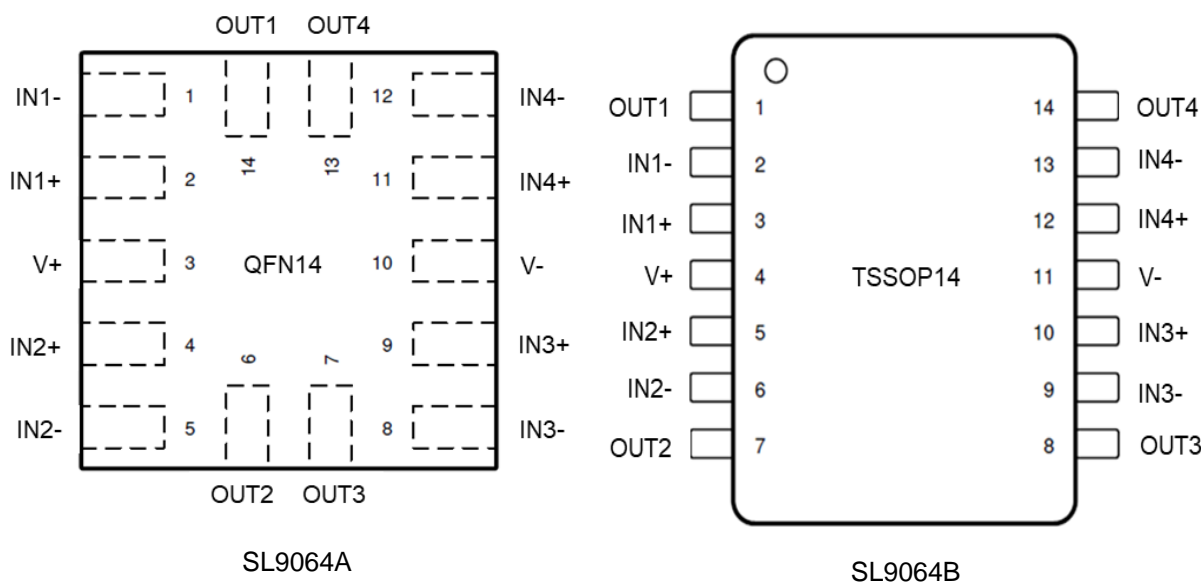 OUT1 OUT4
IN1- 1 12 IN4-
14 13
IN1+ 2 11 IN4+
V+ 3 QFN14 10 V-
IN2+ 4 9 IN3+
6 7
IN2- 5 8 IN3-
OUT2 OUT3
SL9064A
OUT1 1 14 OUT4
IN1- 2 13 IN4-
IN1+ 3 12 IN4+
V+ 4 TSSOP14 11 V-
IN2+ 5 10 IN3+
IN2- 6 9 IN3-
OUT2 7 8 OUT3
SL9064B